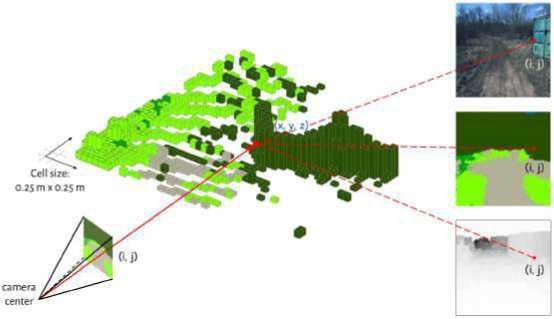 (i, j)
(x, y, z)
(i, j)
Cell size:
0.25 m x 0.25 m
(i, j)
(i, j)
camera
center